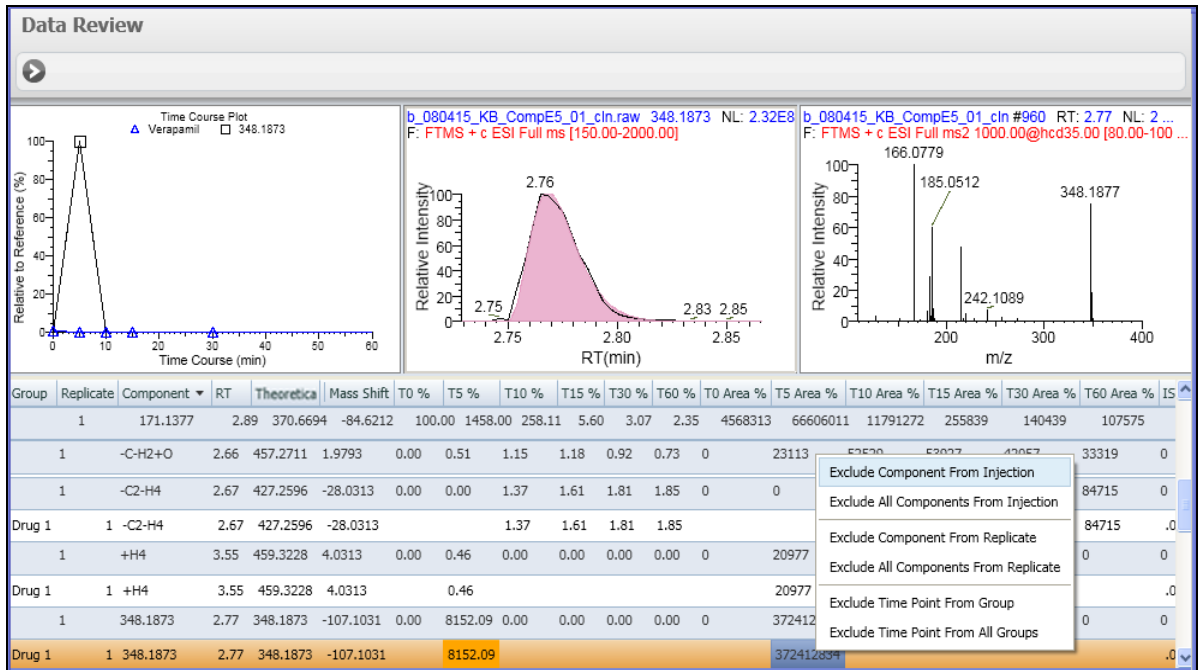 Data Review
Time Course Plot
Verapamil 348.1873
Relative to Reference (%)
100
80
60
40
20
0
0 10 20 30 40 50 60
Time Course (min)
b_080415_KB_CompE5_01_cln.raw 348.1873 NL: 2.32E8
F: FTMS + c ESI Full ms [150.00-2000.00]
Relative Intensity
2.76
100
80
60
40
20
0
2.75 2.83 2.85
2.75 2.80 2.85
RT(min)
b_080415_KB_CompE5_01_cln #960 RT: 2.77 NL: 2 ...
F: FTMS + c ESI Full ms2 1000.00@hcd35.00 [80.00-100 ...
Relative Intensity
166.0779
100
185.0512
348.1877
80
60
40
20
242.1089
0
200 300 400
m/z
Group Replicate Component RT Theoretica Mass Shift T0 % T5 % T10 % T15 % T30 % T60 % T0 Area % T5 Area % T10 Area % T15 Area % T30 Area % T60 Area % IS
1 171.1377 2.89 370.6694 -84.6212 100.00 1458.00 258.11 5.60 3.07 2.35 4568313 66606011 11791272 255839 140439 107575
1 -C-H2+O 2.66 457.2711 1.9793 0.00 0.51 1.15 1.18 0.92 0.73 0 23113 33319 0
1 -C2-H4 2.67 427.2596 -28.0313 0.00 0.00 1.37 1.61 1.81 1.85 0 0 84715 0
Drug 1 1 -C2-H4 2.67 427.2596 -28.0313 1.37 1.61 1.81 1.85 84715 .0
1 +H4 3.55 459.3228 4.0313 0.00 0.46 0.00 0.00 0.00 0.00 0 20977 0 0
Drug 1 1 +H4 3.55 459.3228 4.0313 0.46 20977 .0
1 348.1873 2.77 348.1873 -107.1031 0.00 8152.09 0.00 0.00 0.00 0.00 0 372412 0 0
Drug 1 1 348.1873 2.77 348.1873 -107.1031 8152.09 372412834 .0
Exclude Component From Injection
Exclude All Components From Injection
Exclude Component From Replicate
Exclude All Components From Replicate
Exclude Time Point From Group
Exclude Time Point From All Groups